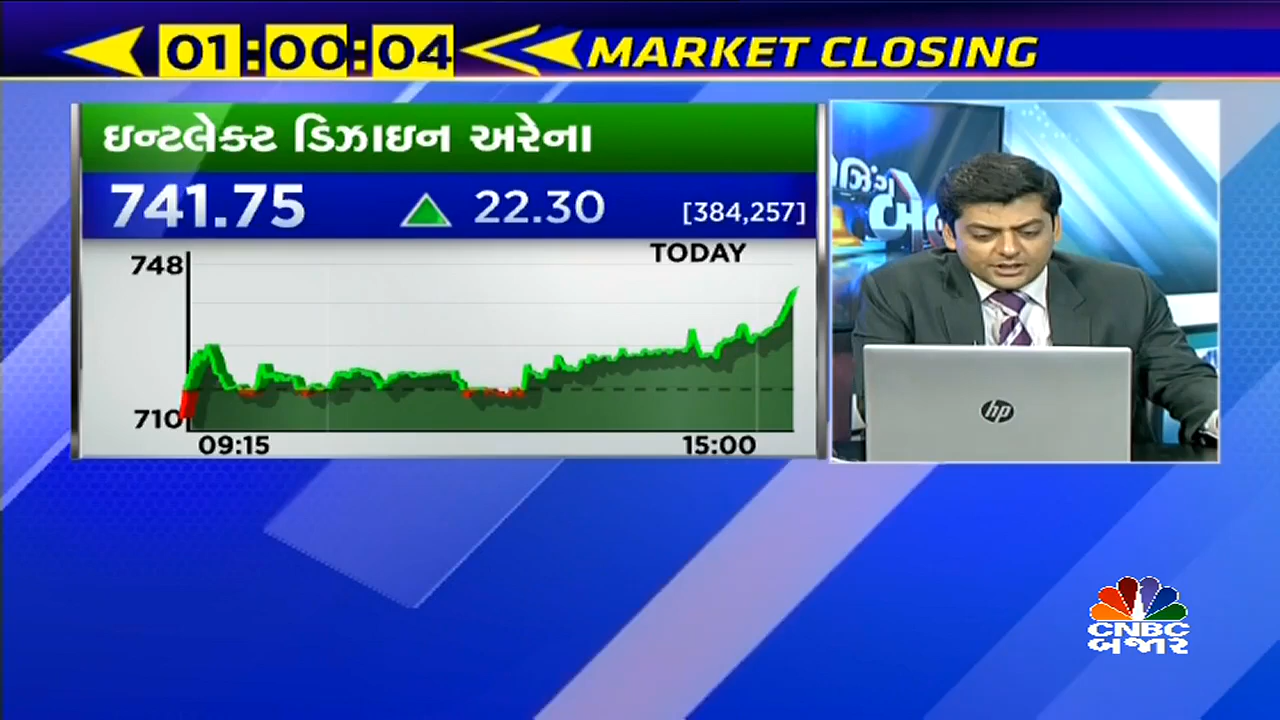 01:00:04 MARKET CLOSING
ઇન્ટલેક્ટ ડિઝાઇન અરેના
741.75 ▲ 22.30 [384,257]
TODAY
748
710
09:15 15:00
hp
CNBC
બજાર